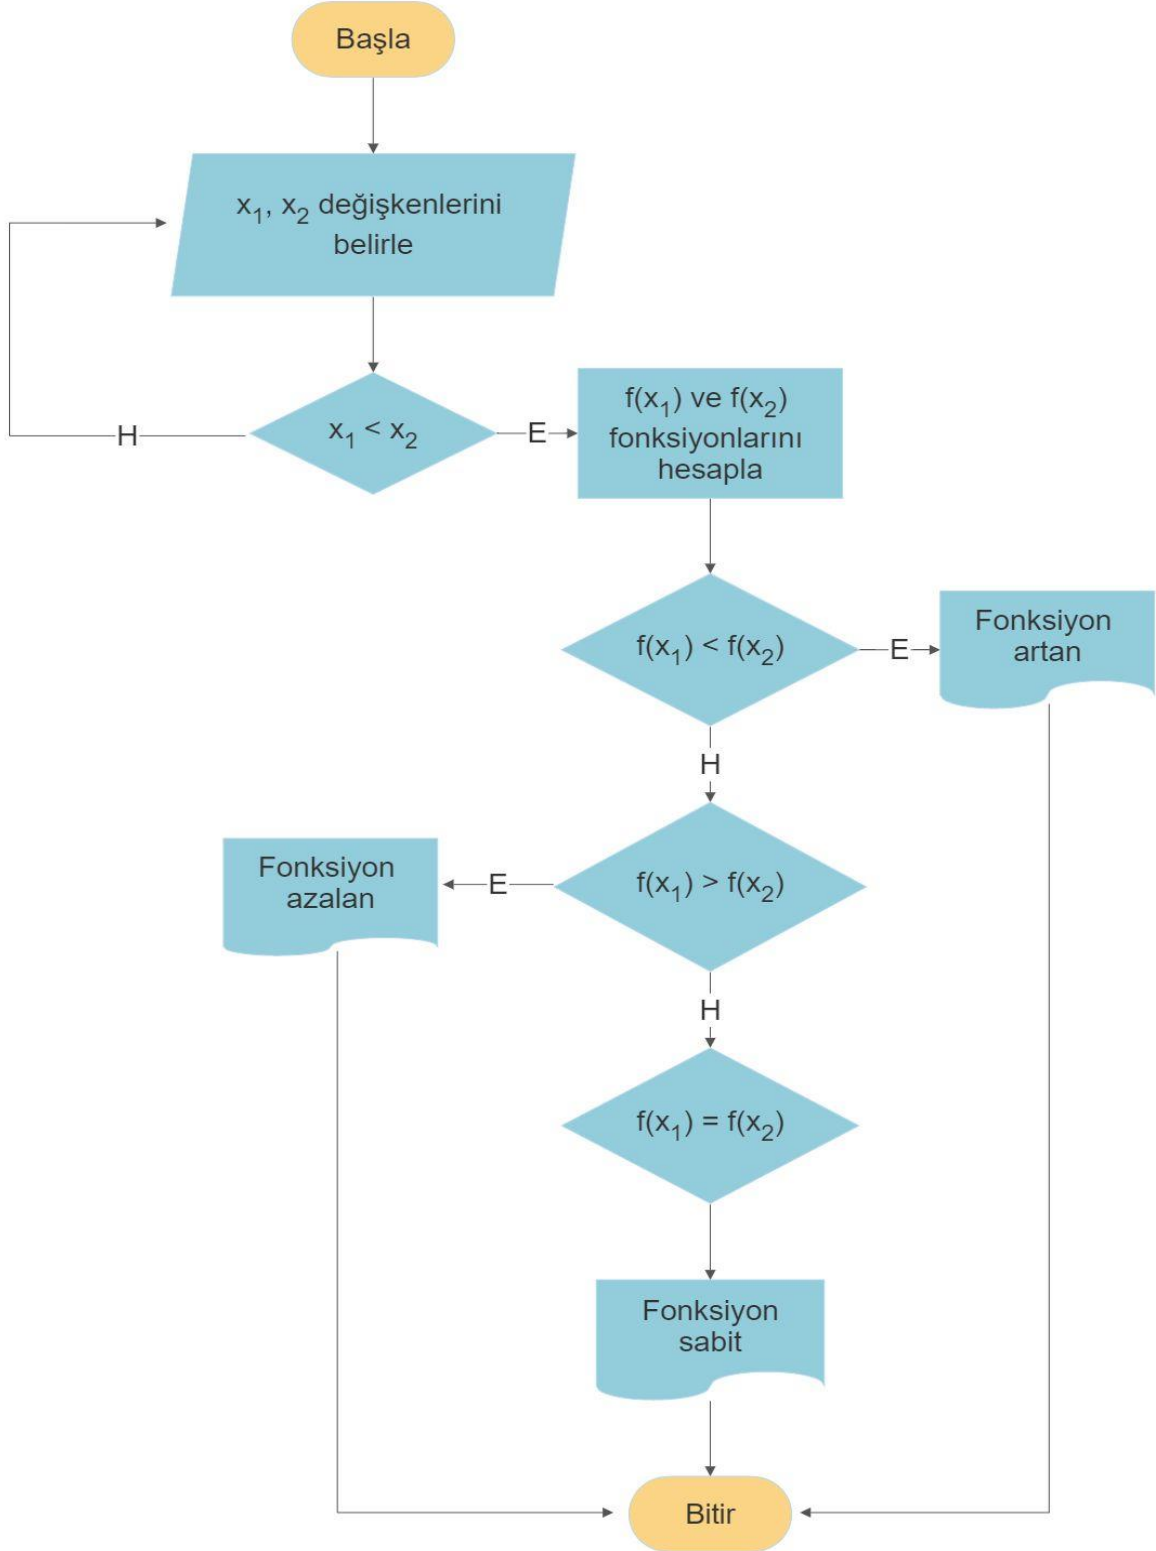 Başla
x₁, x₂ değişkenlerini
belirle
H
x₁ < x₂
E
f(x₁) ve f(x₂)
fonksiyonlarını
hesapla
f(x₁) < f(x₂)
E
Fonksiyon
artan
H
f(x₁) > f(x₂)
E
Fonksiyon
azalan
H
f(x₁) = f(x₂)
Fonksiyon
sabit
Bitir